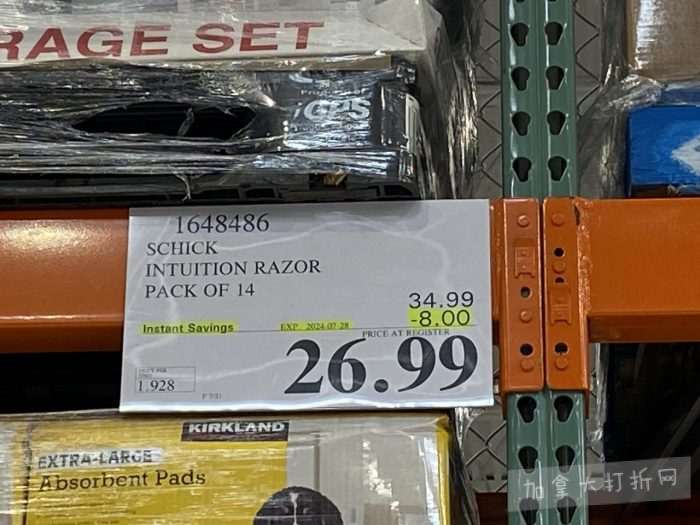 RAGE SET
GPS
1648486
SCHICK
INTUITION RAZOR
PACK OF 14
34.99
-8.00
Instant Savings
EXP. 2024-07-28
PRICE AT REGISTER
26.99
1.928
KIRKLAND
EXTRA-LARGE
Absorbent Pads
加拿大打折网